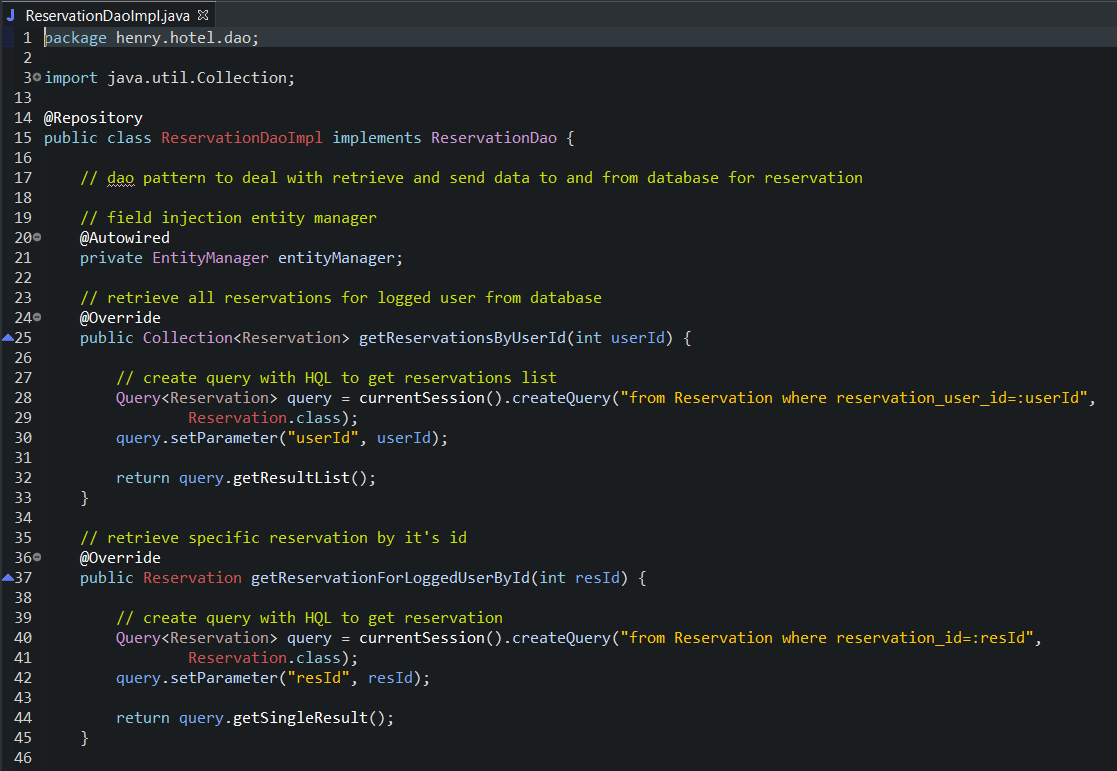 ReservationDaoImpl.java
1 package henry.hotel.dao;
2
3 import java.util.Collection;
13
14 @Repository
15 public class ReservationDaoImpl implements ReservationDao {
16
17 // dao pattern to deal with retrieve and send data to and from database for reservation
18
19 // field injection entity manager
20 @Autowired
21 private EntityManager entityManager;
22
23 // retrieve all reservations for logged user from database
24 @Override
25 public Collection<Reservation> getReservationsByUserId(int userId) {
26
27 // create query with HQL to get reservations list
28 Query<Reservation> query = currentSession().createQuery("from Reservation where reservation_user_id=:userId",
29 Reservation.class);
30 query.setParameter("userId", userId);
31
32 return query.getResultList();
33 }
34
35 // retrieve specific reservation by it's id
36 @Override
37 public Reservation getReservationForLoggedUserById(int resId) {
38
39 // create query with HQL to get reservation
40 Query<Reservation> query = currentSession().createQuery("from Reservation where reservation_id=:resId",
41 Reservation.class);
42 query.setParameter("resId", resId);
43
44 return query.getSingleResult();
45 }
46